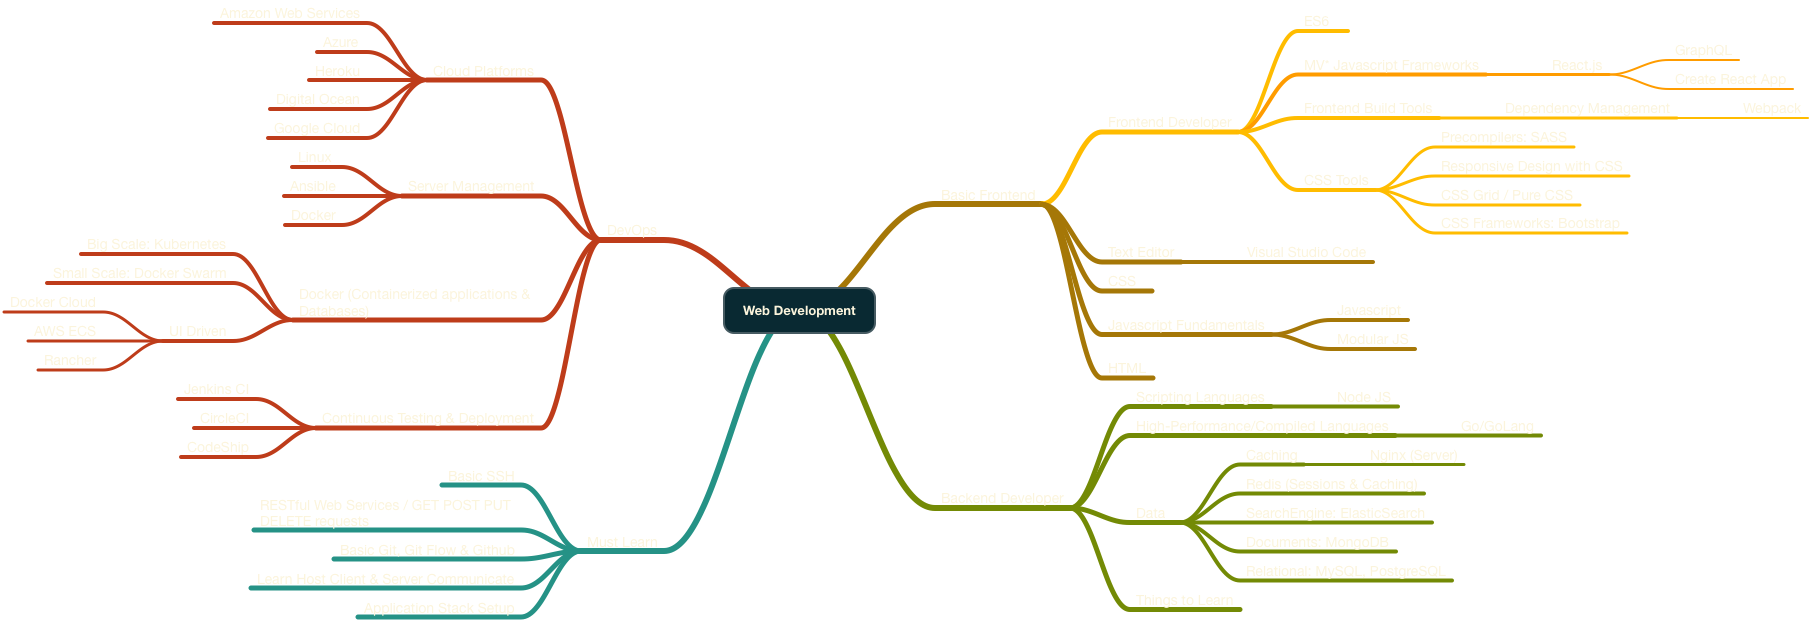 Web Development
Basic Frontend
Frontend Developer
ES6
MV* Javascript Frameworks
React.js
GraphQL
Create React App
Frontend Build Tools
Dependency Management
Webpack
CSS Tools
Precompilers: SASS
Responsive Design with CSS
CSS Grid / Pure CSS
CSS Frameworks: Bootstrap
Text Editor
Visual Studio Code
CSS
Javascript Fundamentals
Javascript
Modular JS
HTML
Backend Developer
Scripting Languages
Node JS
High-Performance/Compiled Languages
Go/GoLang
Data
Caching
Nginx (Server)
Redis (Sessions & Caching)
SearchEngine: ElasticSearch
Documents: MongoDB
Relational: MySQL, PostgreSQL
Things to Learn
DevOps
Cloud Platforms
Amazon Web Services
Azure
Heroku
Digital Ocean
Google Cloud
Server Management
Linux
Ansible
Docker
Docker (Containerized applications &
Databases)
Big Scale: Kubernetes
Small Scale: Docker Swarm
UI Driven
Docker Cloud
AWS ECS
Rancher
Continuous Testing & Deployment
Jenkins CI
CircleCI
CodeShip
Must Learn
Basic SSH
RESTful Web Services / GET POST PUT
DELETE requests
Basic Git: Git Flow & Github
Learn Host Client & Server Communicate
Application Stack Setup